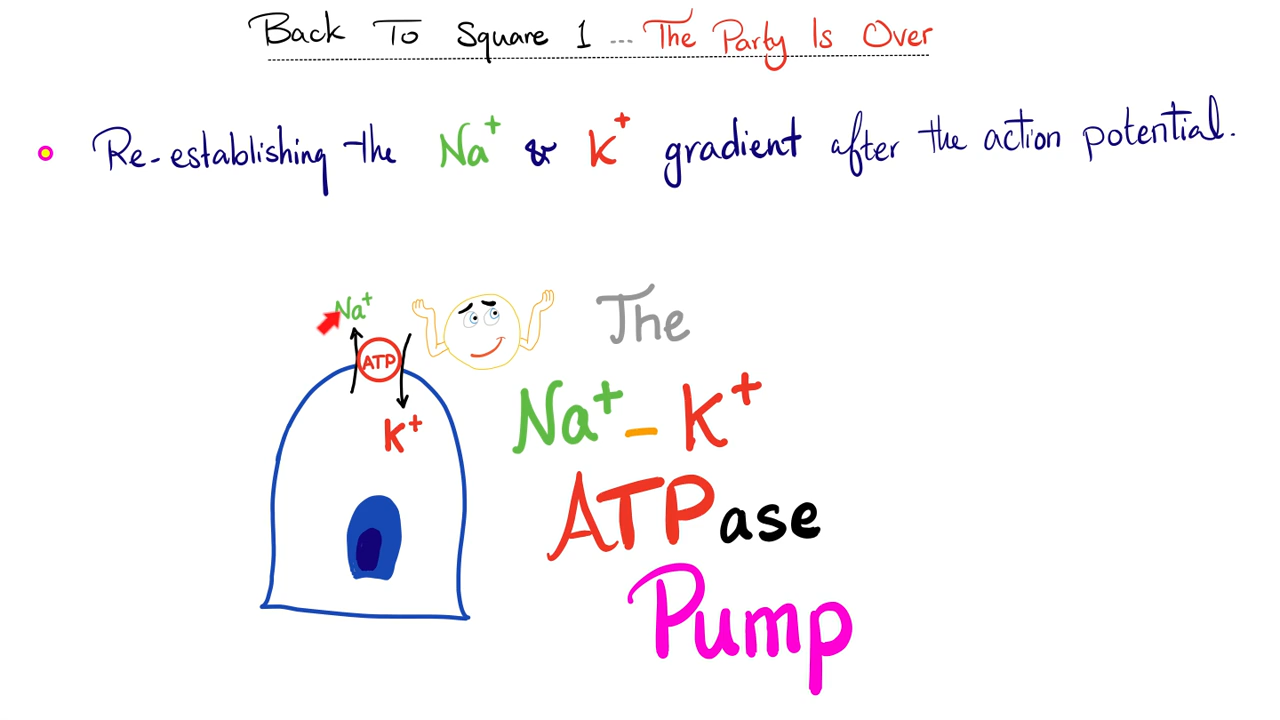 Back To Square 1 ... The Party Is Over
Re-establishing the Na+ & K+ gradient after the action potential.
Na+
ATP
K+
The
Na+ - K+
ATPase
Pump